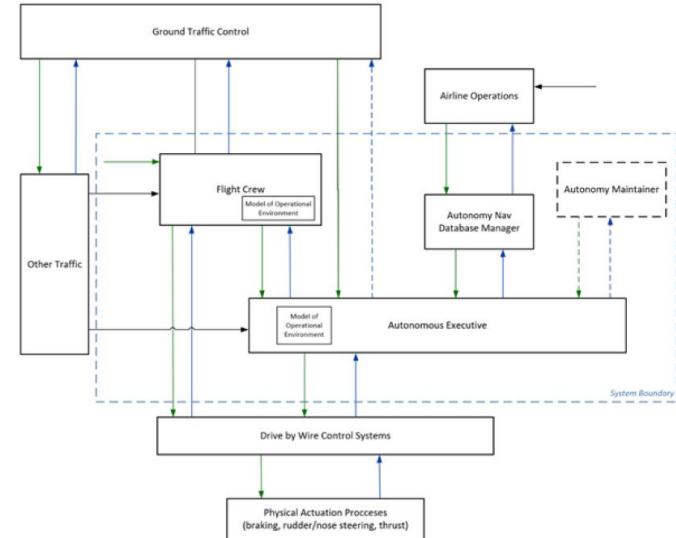 Ground Traffic Control
Airline Operations
Flight Crew
Model of Operational
Environment
Autonomy Maintainer
Autonomy Nav
Database Manager
Other Traffic
Model of
Operational
Environment
Autonomous Executive
System Boundary
Drive by Wire Control Systems
Physical Actuation Procceses
(braking, rudder/nose steering, thrust)